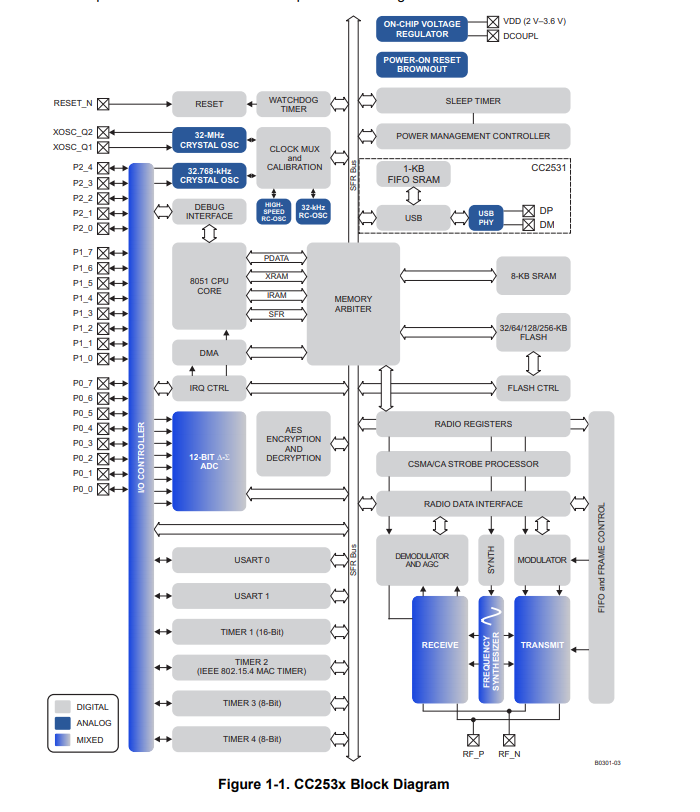 ON-CHIP VOLTAGE
REGULATOR
VDD (2 V–3.6 V)
DCOUPL
POWER-ON RESET
BROWNOUT
RESET_N
RESET
WATCHDOG
TIMER
SLEEP TIMER
XOSC_Q2
XOSC_Q1
32-MHz
CRYSTAL OSC
CLOCK MUX
and
CALIBRATION
POWER MANAGEMENT CONTROLLER
SFR Bus
P2_4
P2_3
P2_2
P2_1
P2_0
32.768-kHz
CRYSTAL OSC
1-KB
FIFO SRAM
CC2531
DEBUG
INTERFACE
HIGH-
SPEED
RC-OSC
32-kHz
RC-OSC
USB
USB
PHY
DP
DM
P1_7
P1_6
P1_5
P1_4
P1_3
P1_2
P1_1
P1_0
8051 CPU
CORE
PDATA
XRAM
IRAM
SFR
MEMORY
ARBITER
8-KB SRAM
32/64/128/256-KB
FLASH
DMA
IRQ CTRL
FLASH CTRL
P0_7
P0_6
P0_5
P0_4
P0_3
P0_2
P0_1
P0_0
I/O CONTROLLER
12-BIT Δ-Σ
ADC
AES
ENCRYPTION
AND
DECRYPTION
RADIO REGISTERS
CSMA/CA STROBE PROCESSOR
RADIO DATA INTERFACE
FIFO and FRAME CONTROL
SFR Bus
DEMODULATOR
AND AGC
SYNTH
MODULATOR
USART 0
USART 1
TIMER 1 (16-Bit)
TIMER 2
(IEEE 802.15.4 MAC TIMER)
TIMER 3 (8-Bit)
TIMER 4 (8-Bit)
RECEIVE
FREQUENCY
SYNTHESIZER
TRANSMIT
DIGITAL
ANALOG
MIXED
RF_P
RF_N
B0301-03
Figure 1-1. CC253x Block Diagram